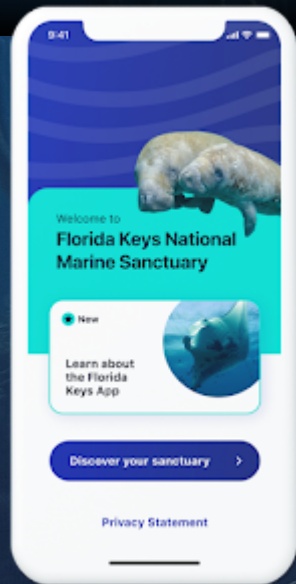 9:41
Welcome to
Florida Keys National
Marine Sanctuary
New
Learn about
the Florida
Keys App
Discover your sanctuary
Privacy Statement